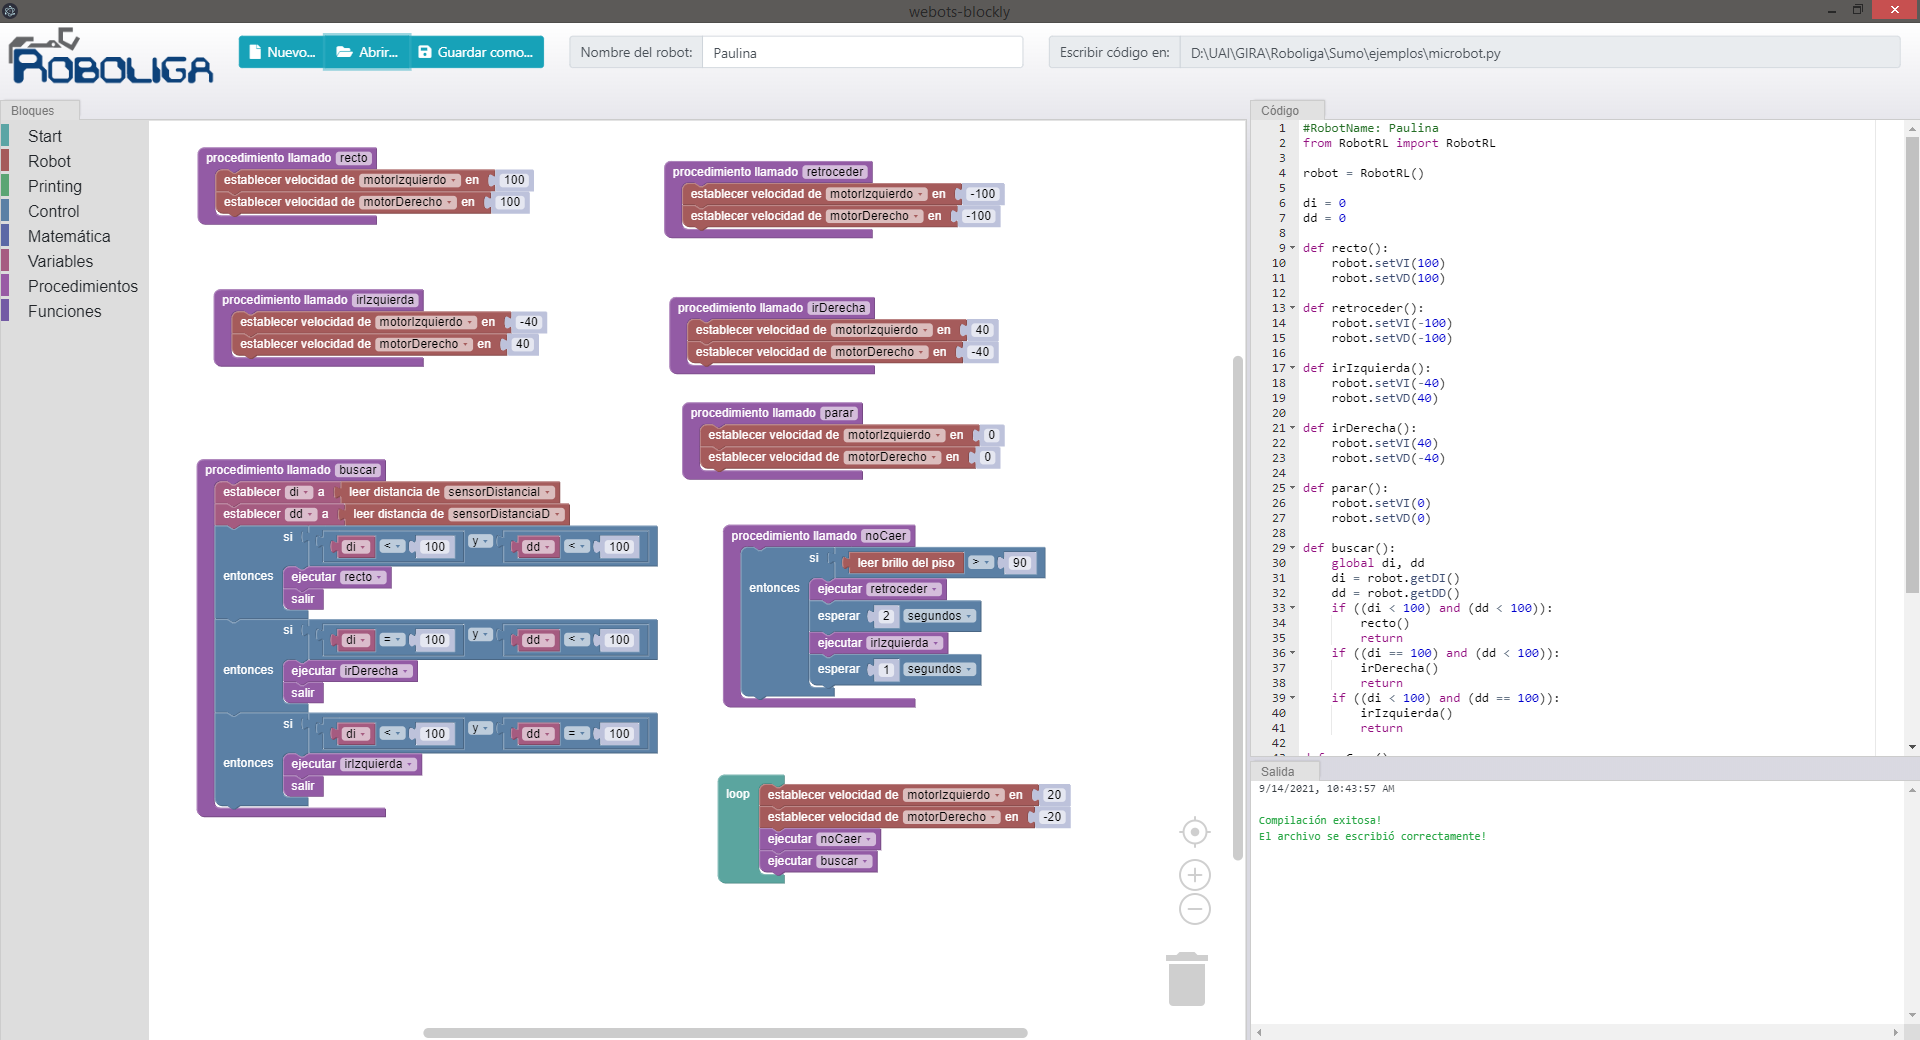 webots-blockly
ROBOLIGA
Nuevo...
Abrir...
Guardar como...
Nombre del robot:
Paulina
Escribir código en:
D:\UAI\GIRA\Roboliga\Sumo\ejemplos\microbot.py
Bloques
Start
Robot
Printing
Control
Matemática
Variables
Procedimientos
Funciones
procedimiento llamado recto
establecer velocidad de motorIzquierdo en 100
establecer velocidad de motorDerecho en 100
procedimiento llamado retroceder
establecer velocidad de motorIzquierdo en -100
establecer velocidad de motorDerecho en -100
procedimiento llamado irIzquierda
establecer velocidad de motorIzquierdo en -40
establecer velocidad de motorDerecho en 40
procedimiento llamado irDerecha
establecer velocidad de motorIzquierdo en 40
establecer velocidad de motorDerecho en -40
procedimiento llamado parar
establecer velocidad de motorIzquierdo en 0
establecer velocidad de motorDerecho en 0
procedimiento llamado buscar
establecer di a leer distancia de sensorDistanciaI
establecer dd a leer distancia de sensorDistanciaD
si di < 100 y dd < 100
entonces ejecutar recto
salir
si di = 100 y dd < 100
entonces ejecutar irDerecha
salir
si di < 100 y dd = 100
entonces ejecutar irIzquierda
salir
procedimiento llamado noCaer
si leer brillo del piso > 90
entonces ejecutar retroceder
esperar 2 segundos
ejecutar irIzquierda
esperar 1 segundos
loop establecer velocidad de motorIzquierdo en 20
establecer velocidad de motorDerecho en -20
ejecutar noCaer
ejecutar buscar
Código
1 #RobotName: Paulina
2 from RobotRL import RobotRL
3
4 robot = RobotRL()
5
6 di = 0
7 dd = 0
8
9 def recto():
10 robot.setVI(100)
11 robot.setVD(100)
12
13 def retroceder():
14 robot.setVI(-100)
15 robot.setVD(-100)
16
17 def irIzquierda():
18 robot.setVI(-40)
19 robot.setVD(40)
20
21 def irDerecha():
22 robot.setVI(40)
23 robot.setVD(-40)
24
25 def parar():
26 robot.setVI(0)
27 robot.setVD(0)
28
29 def buscar():
30 global di, dd
31 di = robot.getDI()
32 dd = robot.getDD()
33 if ((di < 100) and (dd < 100)):
34 recto()
35 return
36 if ((di == 100) and (dd < 100)):
37 irDerecha()
38 return
39 if ((di < 100) and (dd == 100)):
40 irIzquierda()
41 return
42
Salida
9/14/2021, 10:43:57 AM
Compilación exitosa!
El archivo se escribió correctamente!